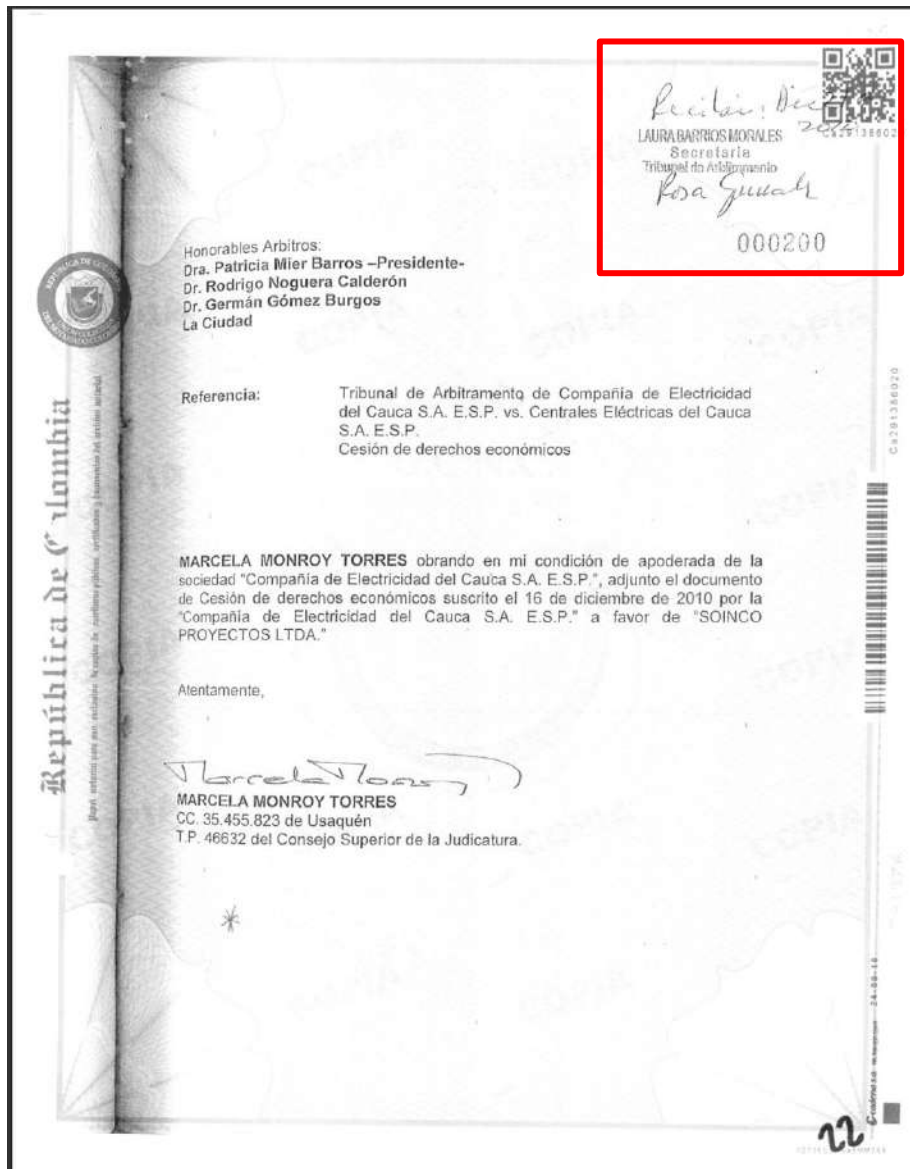 Recibí:
LAURA BARRIOS MORALES
Secretaria
Tribunal de Arbitramento
Rosa
000200
Honorables Arbitros:
Dra. Patricia Mier Barros –Presidente-
Dr. Rodrigo Noguera Calderón
Dr. Germán Gómez Burgos
La Ciudad
Referencia: Tribunal de Arbitramento de Compañía de Electricidad
del Cauca S.A. E.S.P. vs. Centrales Eléctricas del Cauca
S.A. E.S.P.
Cesión de derechos económicos
MARCELA MONROY TORRES obrando en mi condición de apoderada de la
sociedad "Compañía de Electricidad del Cauca S.A. E.S.P.", adjunto el documento
de Cesión de derechos económicos suscrito el 16 de diciembre de 2010 por la
"Compañía de Electricidad del Cauca S.A. E.S.P." a favor de "SOINCO
PROYECTOS LTDA."
Atentamente,
MARCELA MONROY TORRES
CC. 35.455.823 de Usaquén
T.P. 46632 del Consejo Superior de la Judicatura.
República de Colombia
Ca291386020
COPIA
22